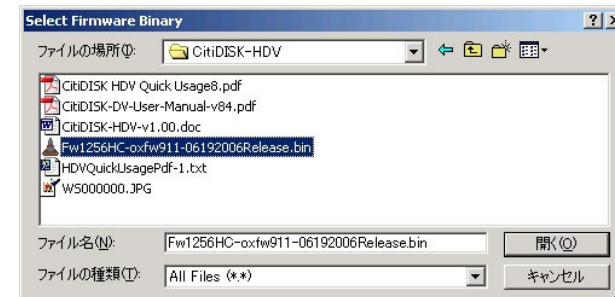 Select Firmware Binary
ファイルの場所(I): CitiDISK-HDV
CitiDISK HDV Quick Usage8.pdf
CitiDISK-DV-User-Manual-v84.pdf
CitiDISK-HDV-v1.00.doc
Fw1256HC-oxfw911-06192006Release.bin
HDVQuickUsagePdf-1.txt
WS000000.JPG
ファイル名(N): Fw1256HC-oxfw911-06192006Release.bin 開く(O)
ファイルの種類(T): All Files (*.*) キャンセル